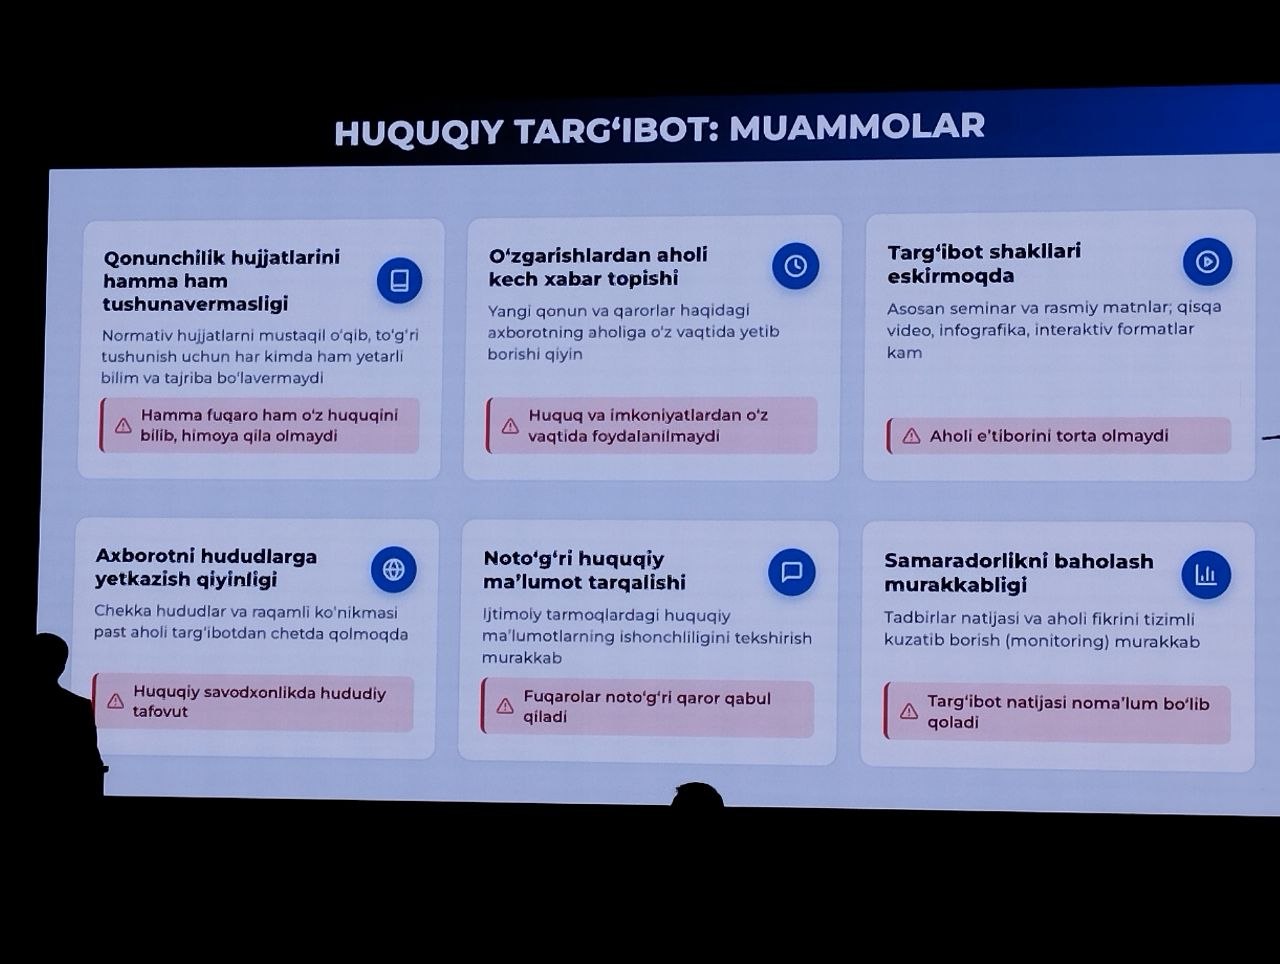 HUQUQIY TARG‘IBOT: MUAMMOLAR
Qonunchilik hujjatlarini
hamma ham
tushunavermasligi
Normativ hujjatlarni mustaqil o‘qib, to‘g‘ri
tushunish uchun har kimda ham yetarli
bilim va tajriba bo‘lavermaydi
Hamma fuqaro ham o‘z huquqini
bilib, himoya qila olmaydi
O‘zgarishlardan aholi
kech xabar topishi
Yangi qonun va qarorlar haqidagi
axborotning aholiga o‘z vaqtida yetib
borishi qiyin
Huquq va imkoniyatlardan o‘z
vaqtida foydalanilmaydi
Targ‘ibot shakllari
eskirmoqda
Asosan seminar va rasmiy matnlar; qisqa
video, infografika, interaktiv formatlar
kam
Aholi e’tiborini torta olmaydi
Axborotni hududlarga
yetkazish qiyinligi
Chekka hududlar va raqamli ko‘nikmasi
past aholi targ‘ibotdan chetda qolmoqda
Huquqiy savodxonlikda hududiy
tafovut
Noto‘g‘ri huquqiy
ma’lumot tarqalishi
Ijtimoiy tarmoqlardagi huquqiy
ma’lumotlarning ishonchliligini tekshirish
murakkab
Fuqarolar noto‘g‘ri qaror qabul
qiladi
Samaradorlikni baholash
murakkabligi
Tadbirlar natijasi va aholi fikrini tizimli
kuzatib borish (monitoring) murakkab
Targ‘ibot natijasi noma’lum bo‘lib
qoladi